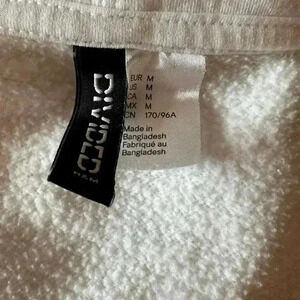 DIVIDED
H&M
EUR M
US M
CA M
MX M
CN 170/96A
Made in
Bangladesh
Fabriqué au
Bangladesh